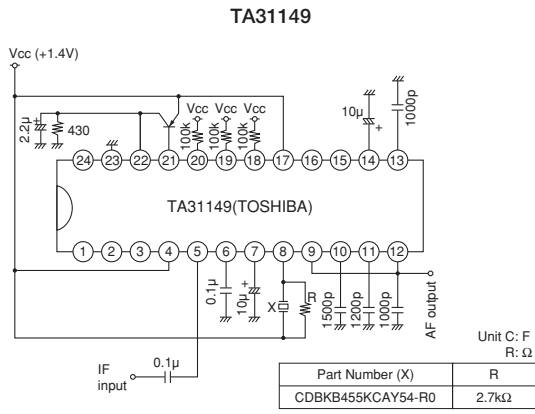 TA31149
Vcc (+1.4V)
2.2µ
+
430
Vcc Vcc Vcc
100k 100k 100k
10µ
+
1000p
24 23 22 21 20 19 18 17 16 15 14 13
TA31149(TOSHIBA)
1 2 3 4 5 6 7 8 9 10 11 12
0.1µ
10µ
+
X
R
1500p
1200p
1000p
AF output
IF
input
0.1µ
Unit C: F
R: Ω
Part Number (X) R
CDBKB455KCAY54-R0 2.7kΩ